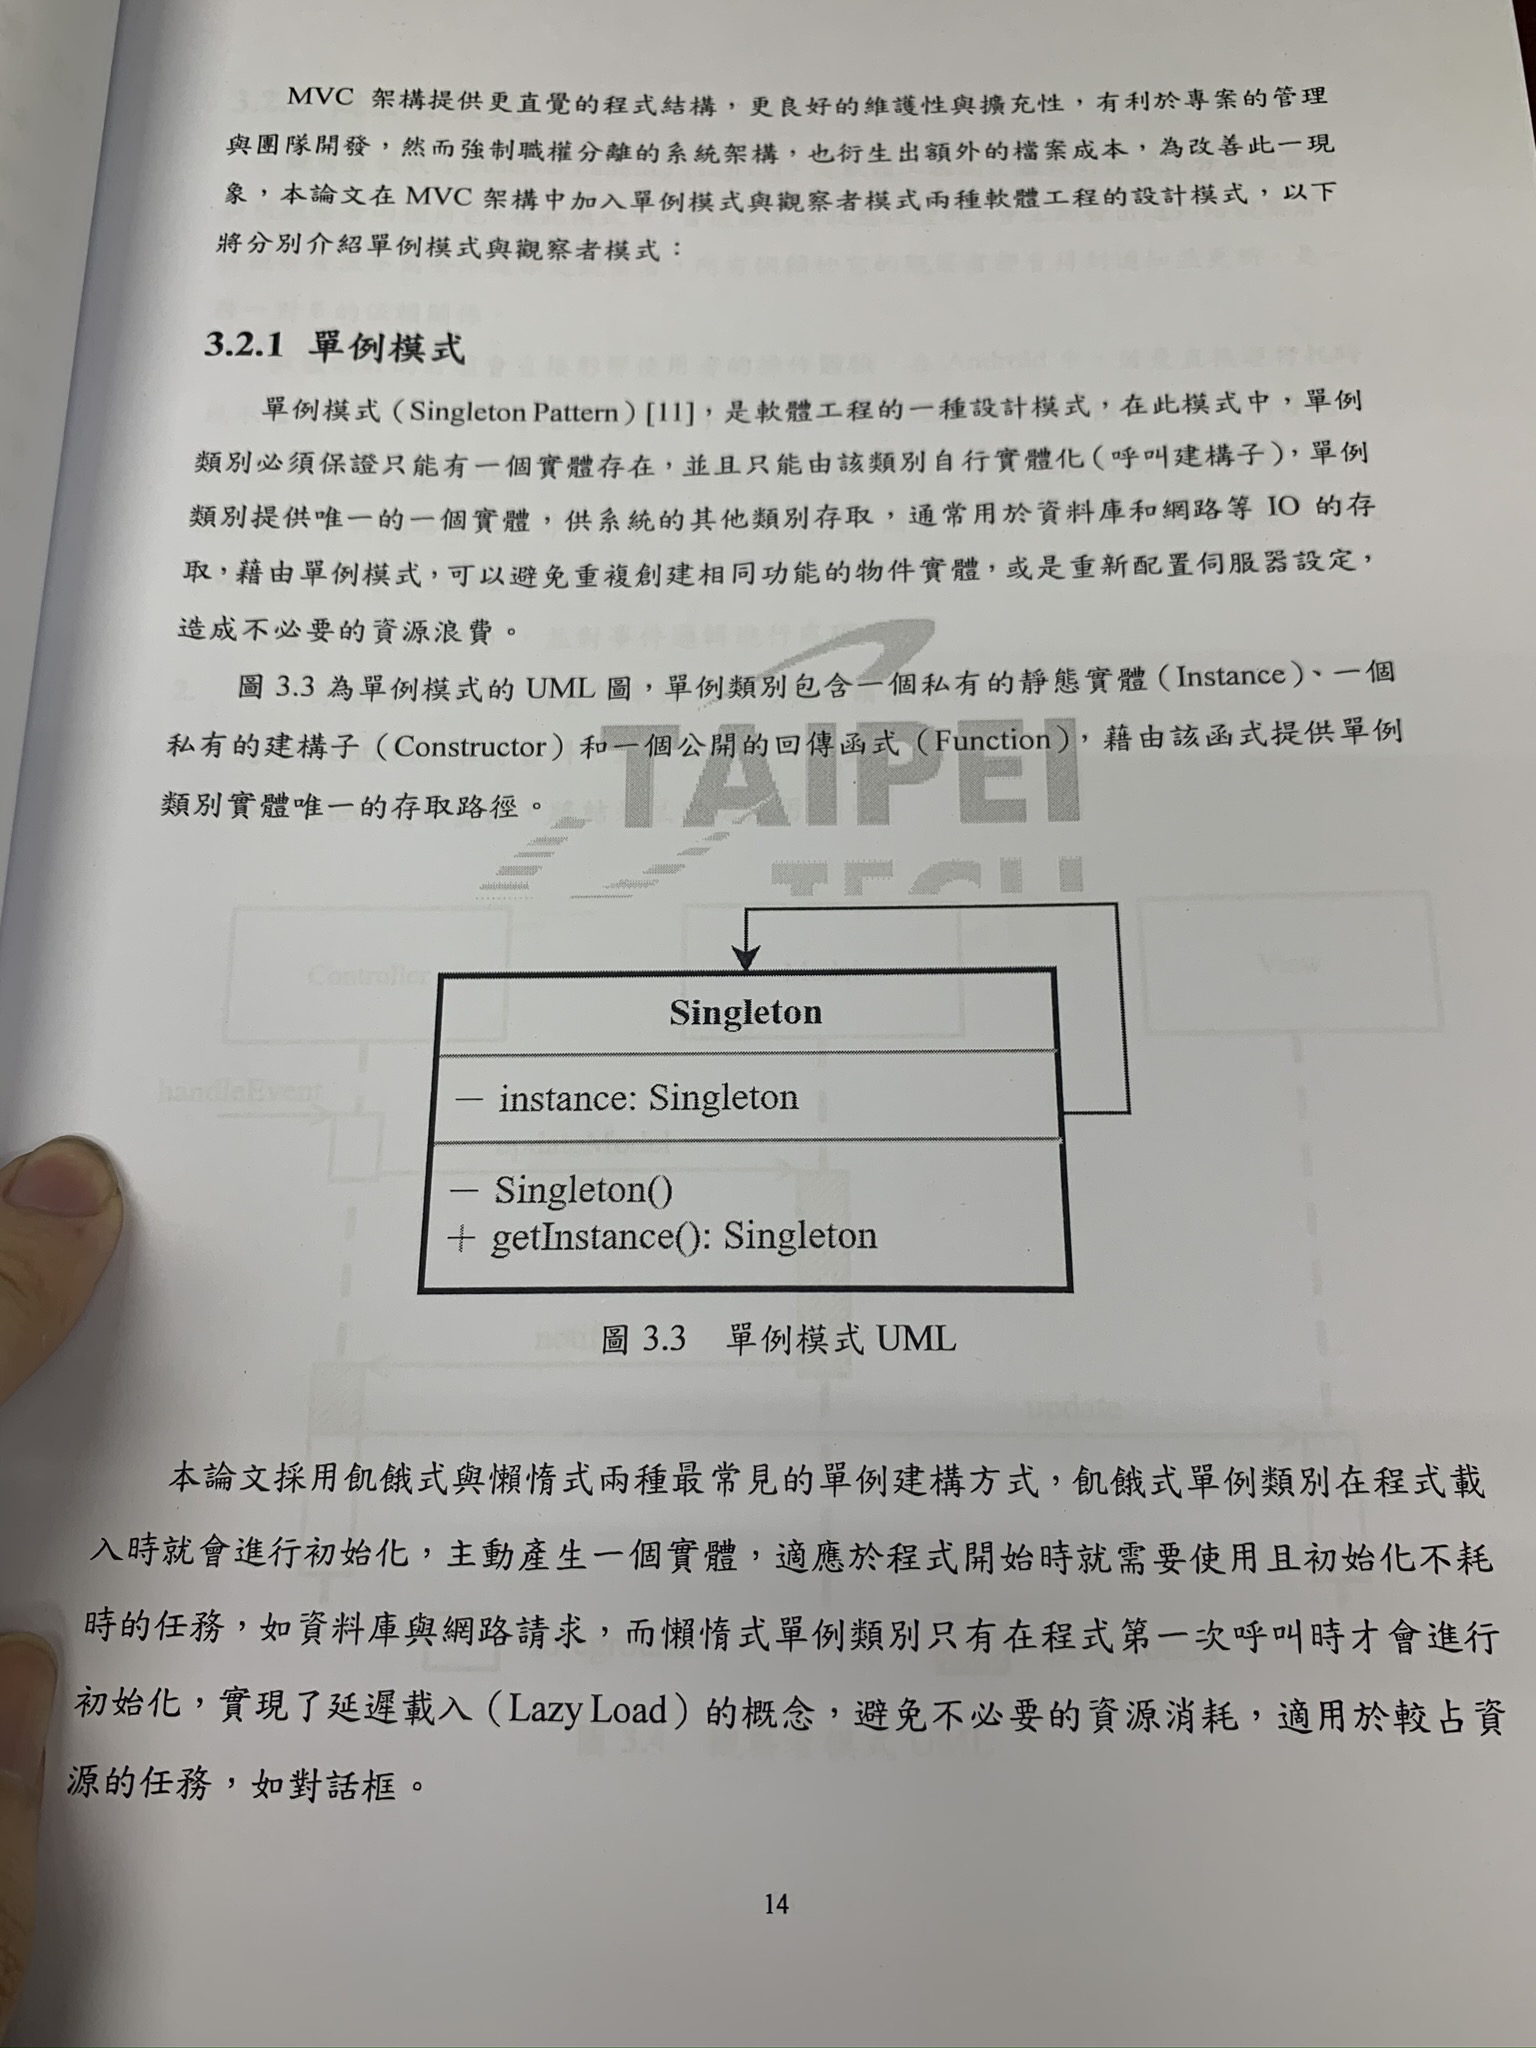 MVC 架構提供更直覺的程式結構，更良好的維護性與擴充性，有利於專案的管理
與團隊開發，然而強制職權分離的系統架構，也衍生出額外的檔案成本，為改善此一現
象，本論文在 MVC 架構中加入單例模式與觀察者模式兩種軟體工程的設計模式，以下
將分別介紹單例模式與觀察者模式：
3.2.1 單例模式
單例模式（Singleton Pattern）[11]，是軟體工程的一種設計模式，在此模式中，單例
類別必須保證只能有一個實體存在，並且只能由該類別自行實體化（呼叫建構子），單例
類別提供唯一的一個實體，供系統的其他類別存取，通常用於資料庫和網路等 IO 的存
取，藉由單例模式，可以避免重複創建相同功能的物件實體，或是重新配置伺服器設定，
造成不必要的資源浪費。
圖 3.3 為單例模式的 UML 圖，單例類別包含一個私有的靜態實體（Instance）、一個
私有的建構子（Constructor）和一個公開的回傳函式（Function），藉由該函式提供單例
類別實體唯一的存取路徑。
TAIPEI
TECH
Singleton
－ instance: Singleton
－ Singleton()
＋ getInstance(): Singleton
圖 3.3 單例模式 UML
本論文採用飢餓式與懶惰式兩種最常見的單例建構方式，飢餓式單例類別在程式載
入時就會進行初始化，主動產生一個實體，適應於程式開始時就需要使用且初始化不耗
時的任務，如資料庫與網路請求，而懶惰式單例類別只有在程式第一次呼叫時才會進行
初始化，實現了延遲載入（Lazy Load）的概念，避免不必要的資源消耗，適用於較占資
源的任務，如對話框。
14